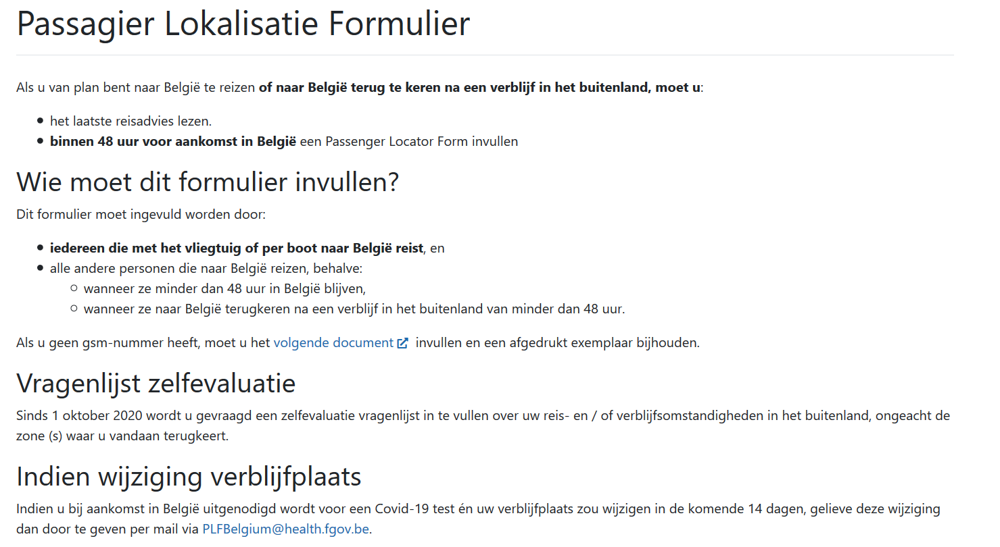 Passagier Lokalisatie Formulier
Als u van plan bent naar België te reizen of naar België terug te keren na een verblijf in het buitenland, moet u:
het laatste reisadvies lezen.
binnen 48 uur voor aankomst in België een Passenger Locator Form invullen
Wie moet dit formulier invullen?
Dit formulier moet ingevuld worden door:
iedereen die met het vliegtuig of per boot naar België reist, en
alle andere personen die naar België reizen, behalve:
wanneer ze minder dan 48 uur in België blijven,
wanneer ze naar België terugkeren na een verblijf in het buitenland van minder dan 48 uur.
Als u geen gsm-nummer heeft, moet u het volgende document invullen en een afgedrukt exemplaar bijhouden.
Vragenlijst zelfevaluatie
Sinds 1 oktober 2020 wordt u gevraagd een zelfevaluatie vragenlijst in te vullen over uw reis- en / of verblijfsomstandigheden in het buitenland, ongeacht de
zone (s) waar u vandaan terugkeert.
Indien wijziging verblijfplaats
Indien u bij aankomst in België uitgenodigd wordt voor een Covid-19 test én uw verblijfplaats zou wijzigen in de komende 14 dagen, gelieve deze wijziging
dan door te geven per mail via PLFBelgium@health.fgov.be.